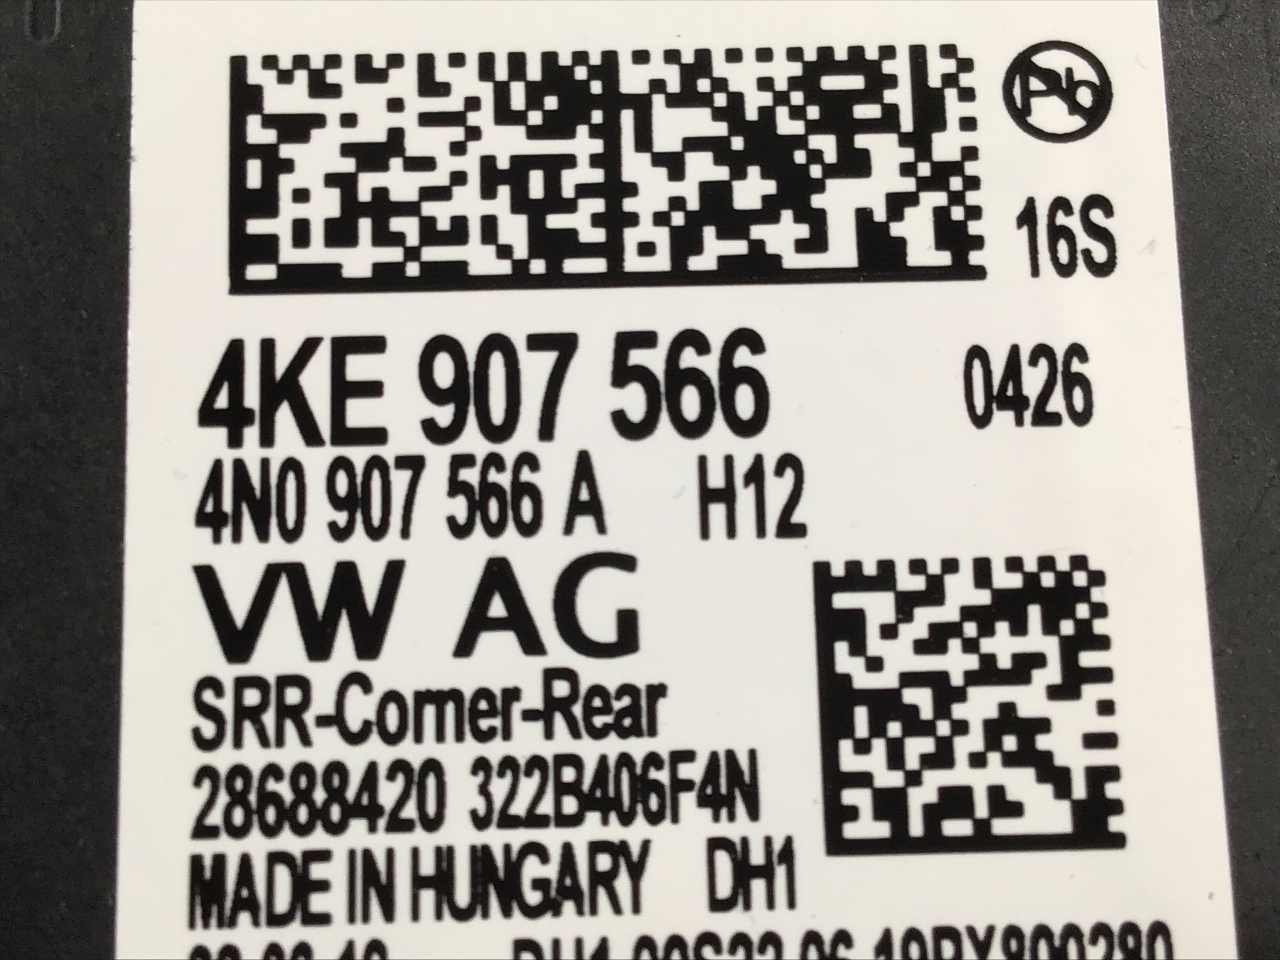 Pb
16S
4KE 907 566 0426
4N0 907 566 A H12
VW AG
SRR-Corner-Rear
28688420 322B406F4N
MADE IN HUNGARY DH1